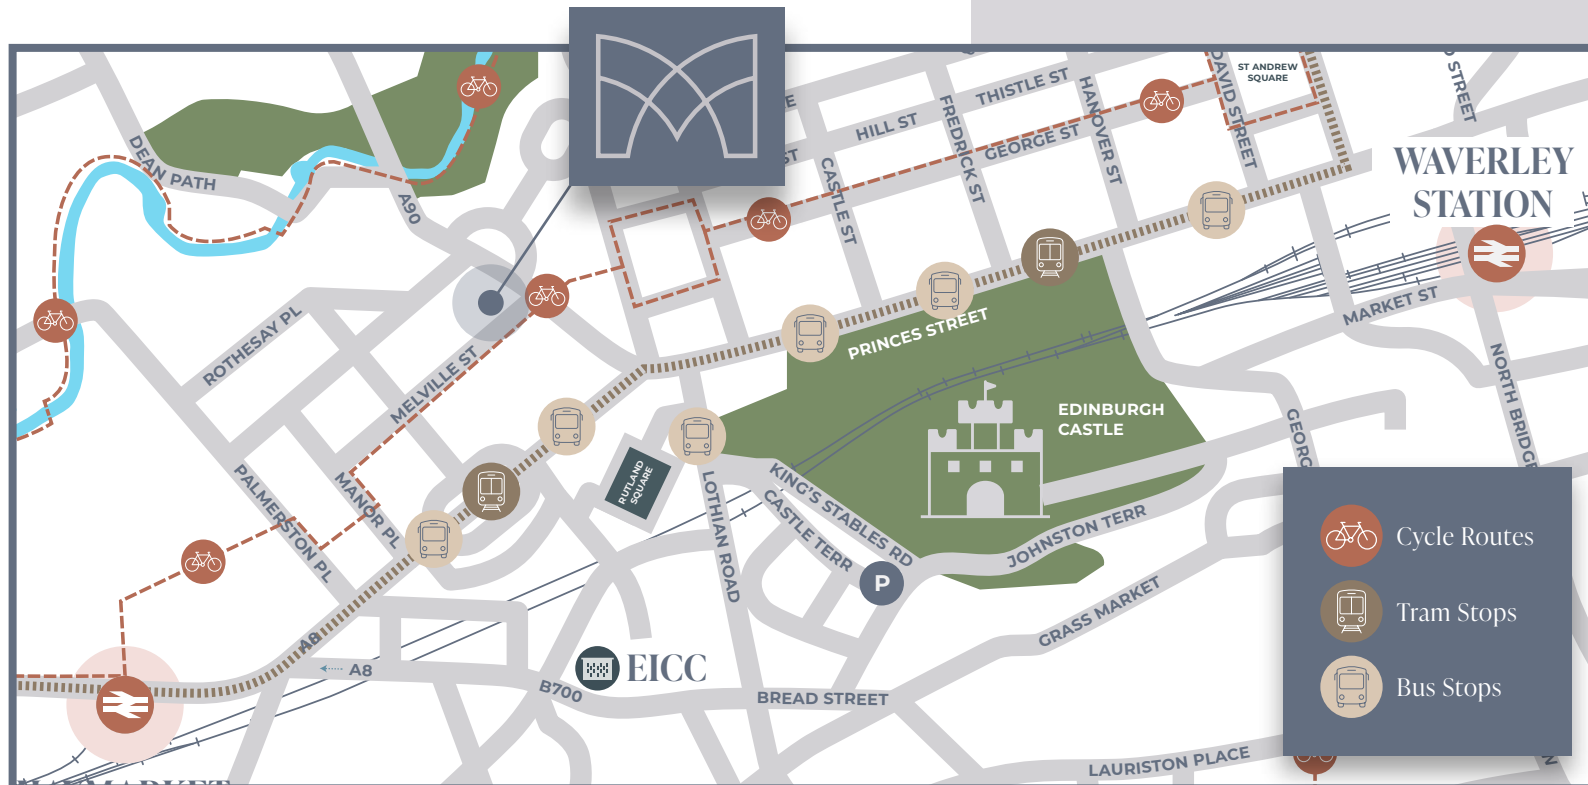 ST ANDREW
SQUARE
DAVID STREET
STREET
THISTLE ST
HILL ST
GEORGE ST
FREDRICK ST
HANOVER ST
CASTLE ST
ST
DEAN PATH
A90
WAVERLEY
STATION
MARKET ST
NORTH BRIDGE
PRINCES STREET
ROTHESAY PL
MELVILLE ST
EDINBURGH
CASTLE
RUTLAND
SQUARE
PALMERSTON PL
MANOR PL
LOTHIAN ROAD
KING'S STABLES RD
CASTLE TERR
JOHNSTON TERR
P
GRASS MARKET
GEORG
A8
A8
EICC
B700
BREAD STREET
LAURISTON PLACE
Cycle Routes
Tram Stops
Bus Stops